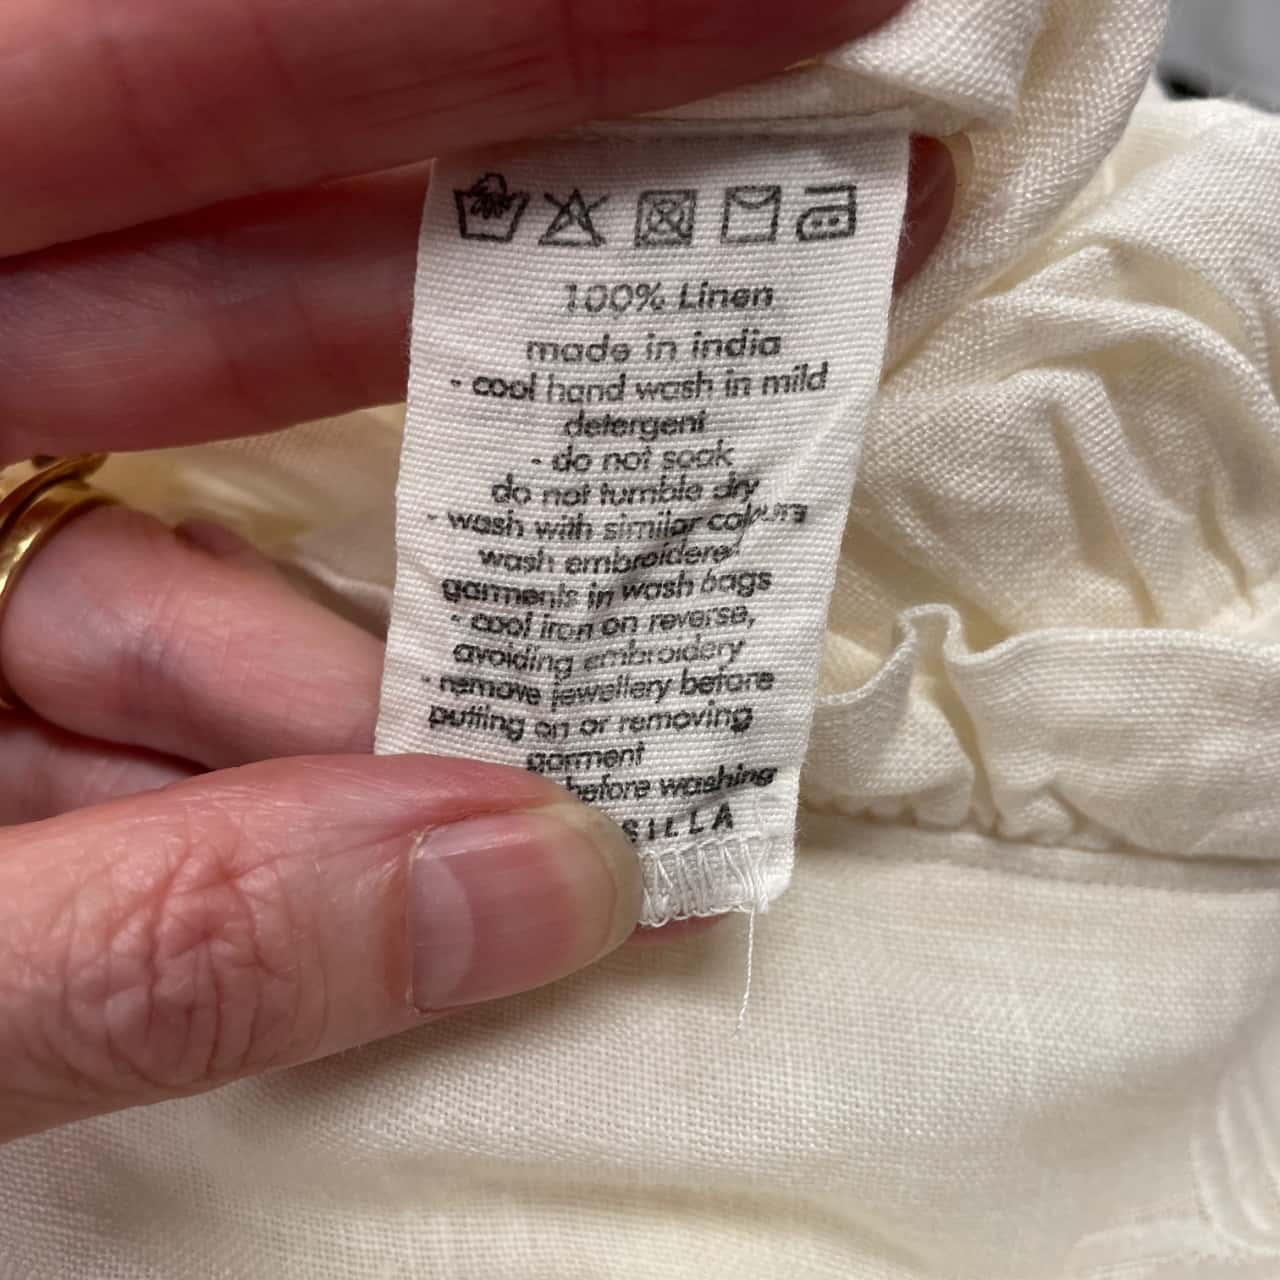 100% Linen
made in india
- cool hand wash in mild
detergent
- do not soak
do not tumble dry
- wash with similar colours
wash embroidered
garments in wash bags
- cool iron on reverse,
avoiding embroidery
- remove jewellery before
putting on or removing
garment
before washing
SILLA